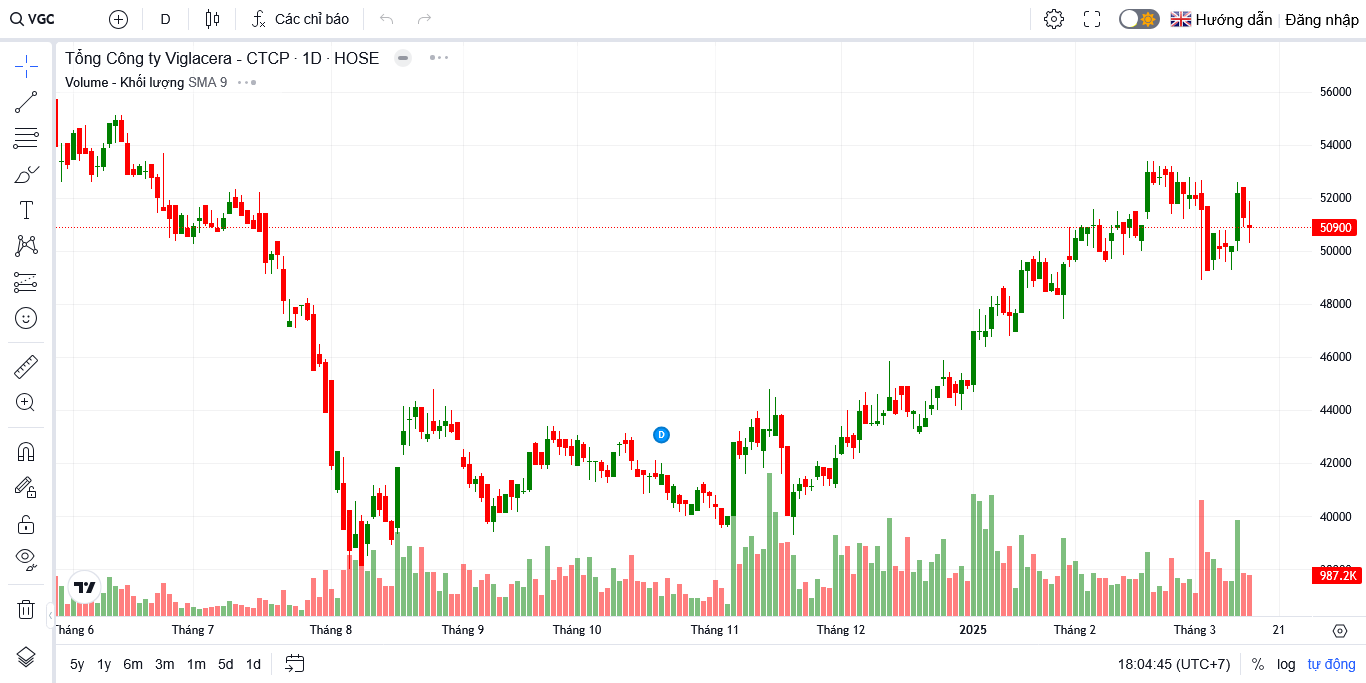 VGC D Các chỉ báo Hướng dẫn Đăng nhập
Tổng Công ty Viglacera - CTCP · 1D · HOSE
Volume - Khối lượng SMA 9
56000
54000
52000
50900
50000
48000
46000
44000
D
42000
40000
987.2K
Tháng 6 Tháng 7 Tháng 8 Tháng 9 Tháng 10 Tháng 11 Tháng 12 2025 Tháng 2 Tháng 3 21
5y 1y 6m 3m 1m 5d 1d 18:04:45 (UTC+7) % log tự động